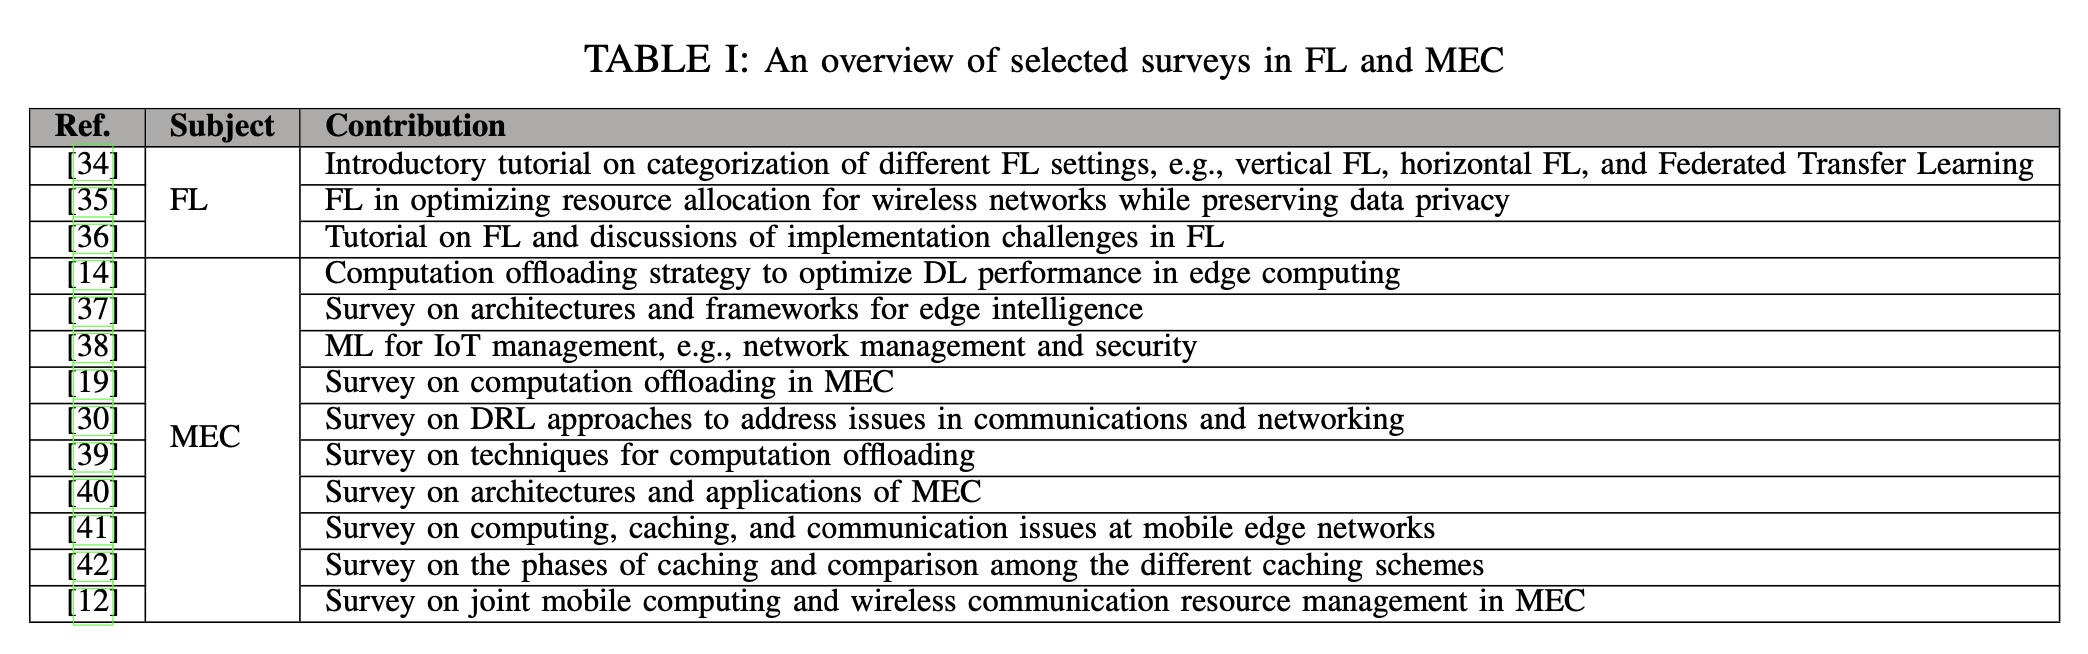 TABLE I: An overview of selected surveys in FL and MEC
Ref. Subject Contribution
[34] Introductory tutorial on categorization of different FL settings, e.g., vertical FL, horizontal FL, and Federated Transfer Learning
[35] FL FL in optimizing resource allocation for wireless networks while preserving data privacy
[36] Tutorial on FL and discussions of implementation challenges in FL
[14] Computation offloading strategy to optimize DL performance in edge computing
[37] Survey on architectures and frameworks for edge intelligence
[38] ML for IoT management, e.g., network management and security
[19] Survey on computation offloading in MEC
[30] Survey on DRL approaches to address issues in communications and networking
MEC
[39] Survey on techniques for computation offloading
[40] Survey on architectures and applications of MEC
[41] Survey on computing, caching, and communication issues at mobile edge networks
[42] Survey on the phases of caching and comparison among the different caching schemes
[12] Survey on joint mobile computing and wireless communication resource management in MEC